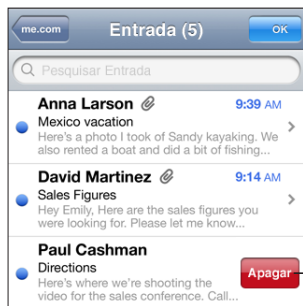 me.com
Entrada (5)
OK
Pesquisar Entrada
Anna Larson
9:39 AM
Mexico vacation
Here's a photo I took of Sandy kayaking. We
also rented a boat and did a bit of fishing...
David Martinez
9:14 AM
Sales Figures
Hey Emily, Here are the sales figures you
were looking for. Please let me know...
Paul Cashman
Directions
Apagar
Here's where we're shooting the
video for the sales conference. Call...